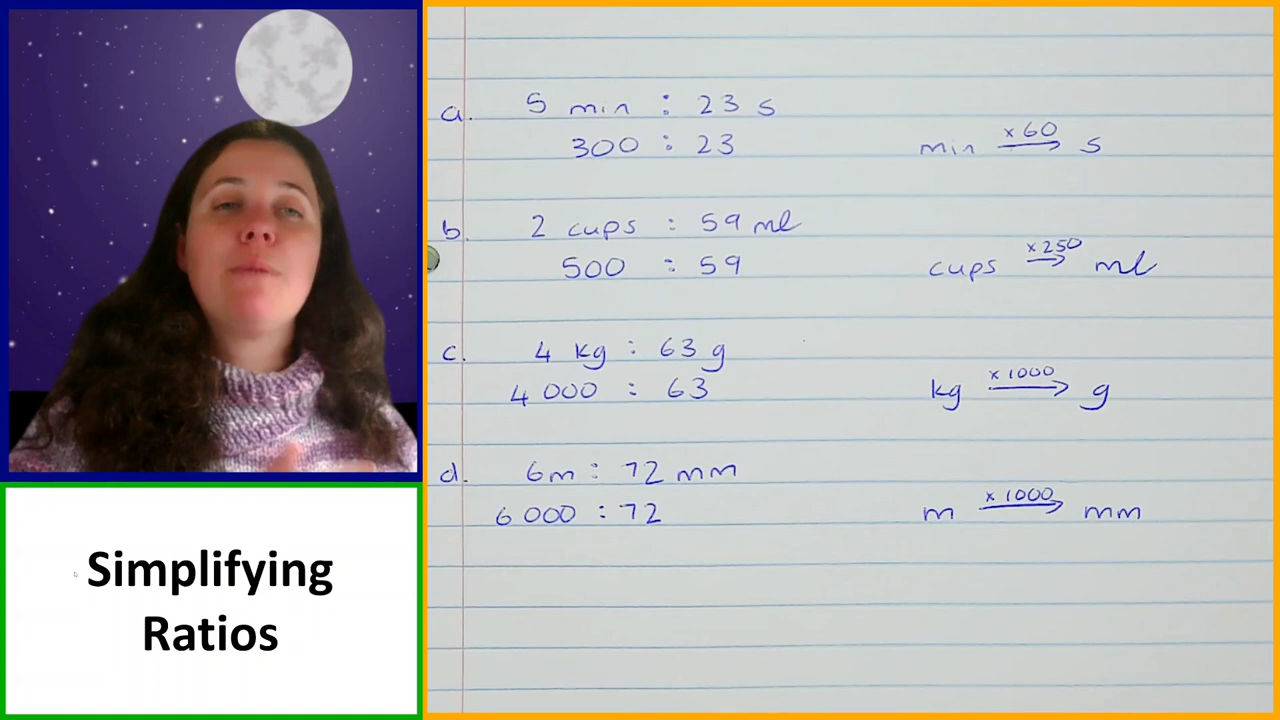 Simplifying
Ratios
a. 5 min : 23 s
300 : 23 min ×60 → s
b. 2 cups : 59 ml
500 : 59 cups ×250 → ml
c. 4 kg : 63 g
4 000 : 63 kg ×1000 → g
d. 6m : 72 mm
6 000 : 72 m ×1000 → mm